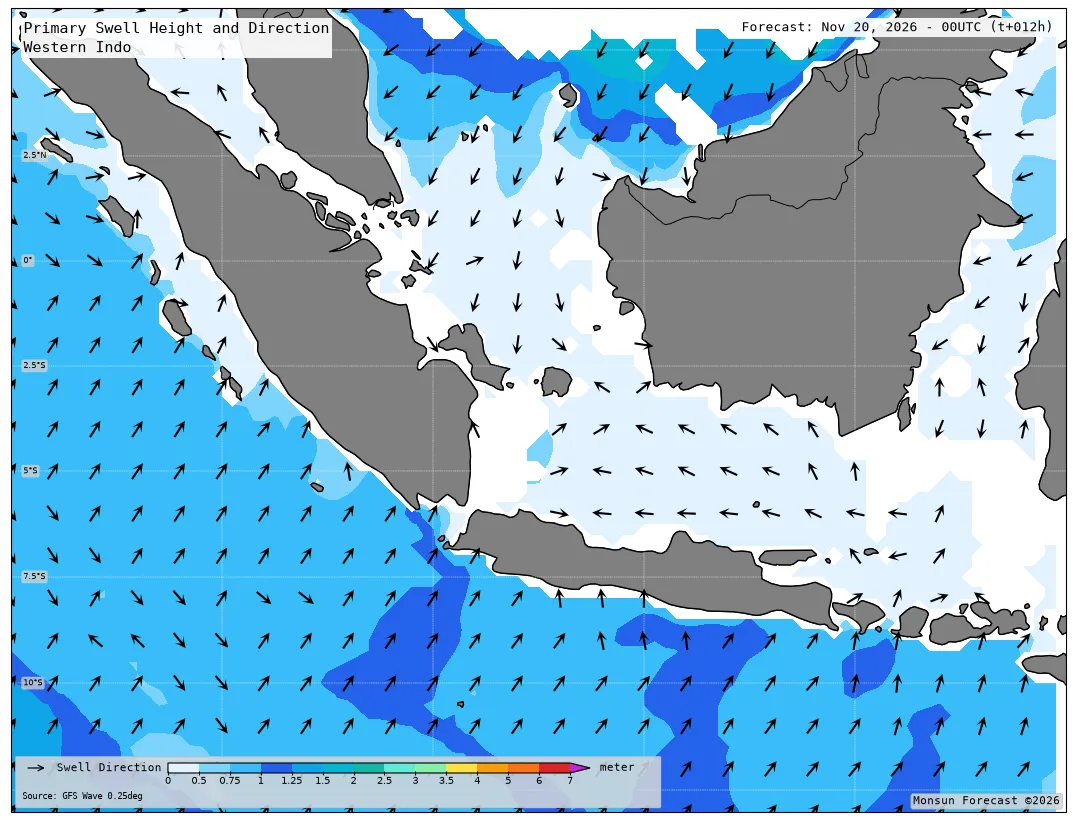 Primary Swell Height and Direction
Western Indo
Forecast: Nov 20, 2026 - 00UTC (t+012h)
2.5°N
0°
2.5°S
5°S
7.5°S
10°S
Swell Direction
0 0.5 0.75 1 1.25 1.5 2 2.5 3 3.5 4 5 6 7
meter
Source: GFS Wave 0.25deg
Monsun Forecast ©2026